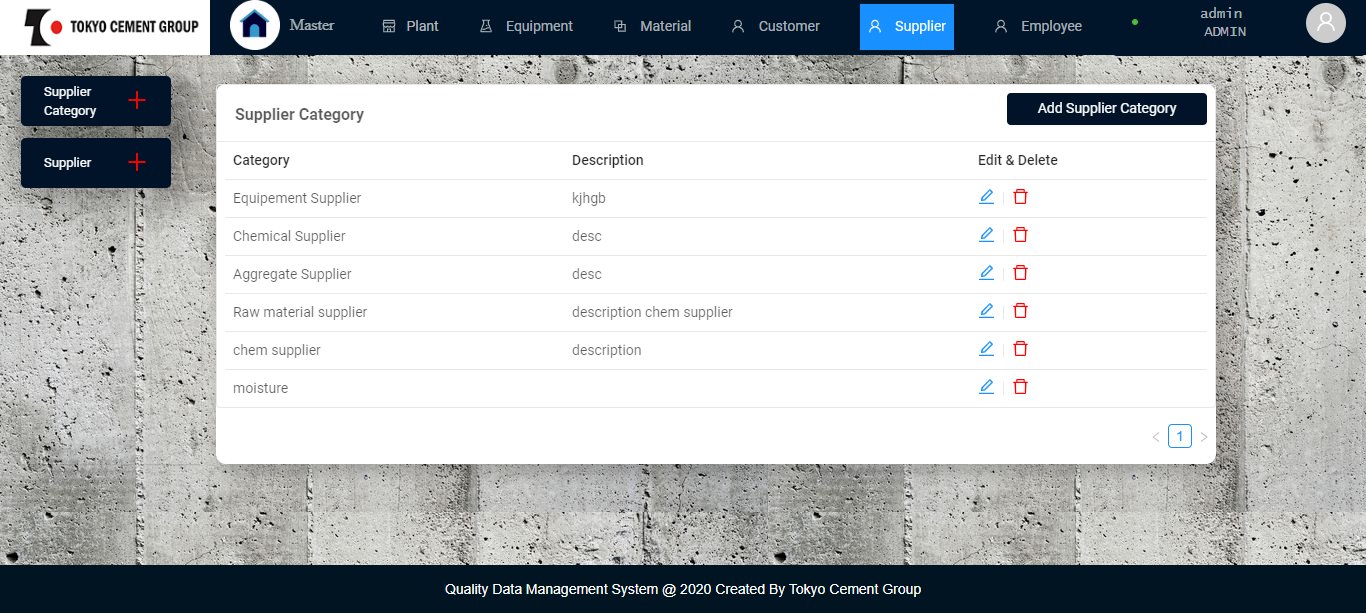 TOKYO CEMENT GROUP
Master
Plant
Equipment
Material
Customer
Supplier
Employee
admin
ADMIN
Supplier
Category
Supplier
Supplier Category
Add Supplier Category
Category Description Edit & Delete
Equipement Supplier kjhgb
Chemical Supplier desc
Aggregate Supplier desc
Raw material supplier description chem supplier
chem supplier description
moisture
< 1 >
Quality Data Management System @ 2020 Created By Tokyo Cement Group